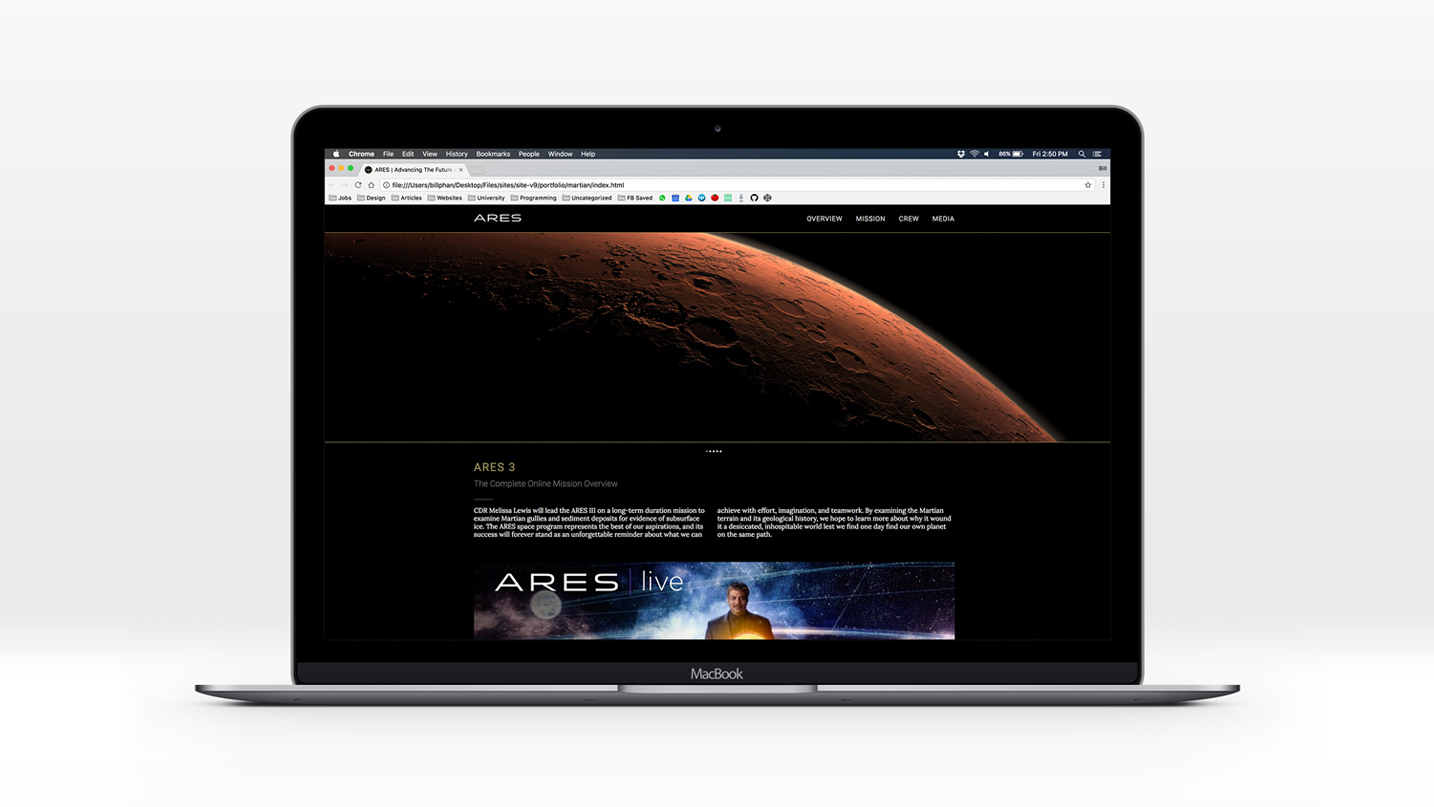 Chrome File Edit View History Bookmarks People Window Help 86% Fri 2:50 PM
ARES | Advancing The Future Bill
file:///Users/billphan/Desktop/Files/sites/site-v9/portfolio/martian/index.html
Jobs Design Articles Websites University Programming Uncategorized FB Saved
ARES OVERVIEW MISSION CREW MEDIA
ARES 3
The Complete Online Mission Overview
CDR Melissa Lewis will lead the ARES III on a long-term duration mission to
examine Martian gullies and sediment deposits for evidence of subsurface
ice. The ARES space program represents the best of our aspirations, and its
success will forever stand as an unforgettable reminder about what we can
achieve with effort, imagination, and teamwork. By examining the Martian
terrain and its geological history, we hope to learn more about why it wound
it a desiccated, inhospitable world lest we find one day find our own planet
on the same path.
ARES | live
MacBook